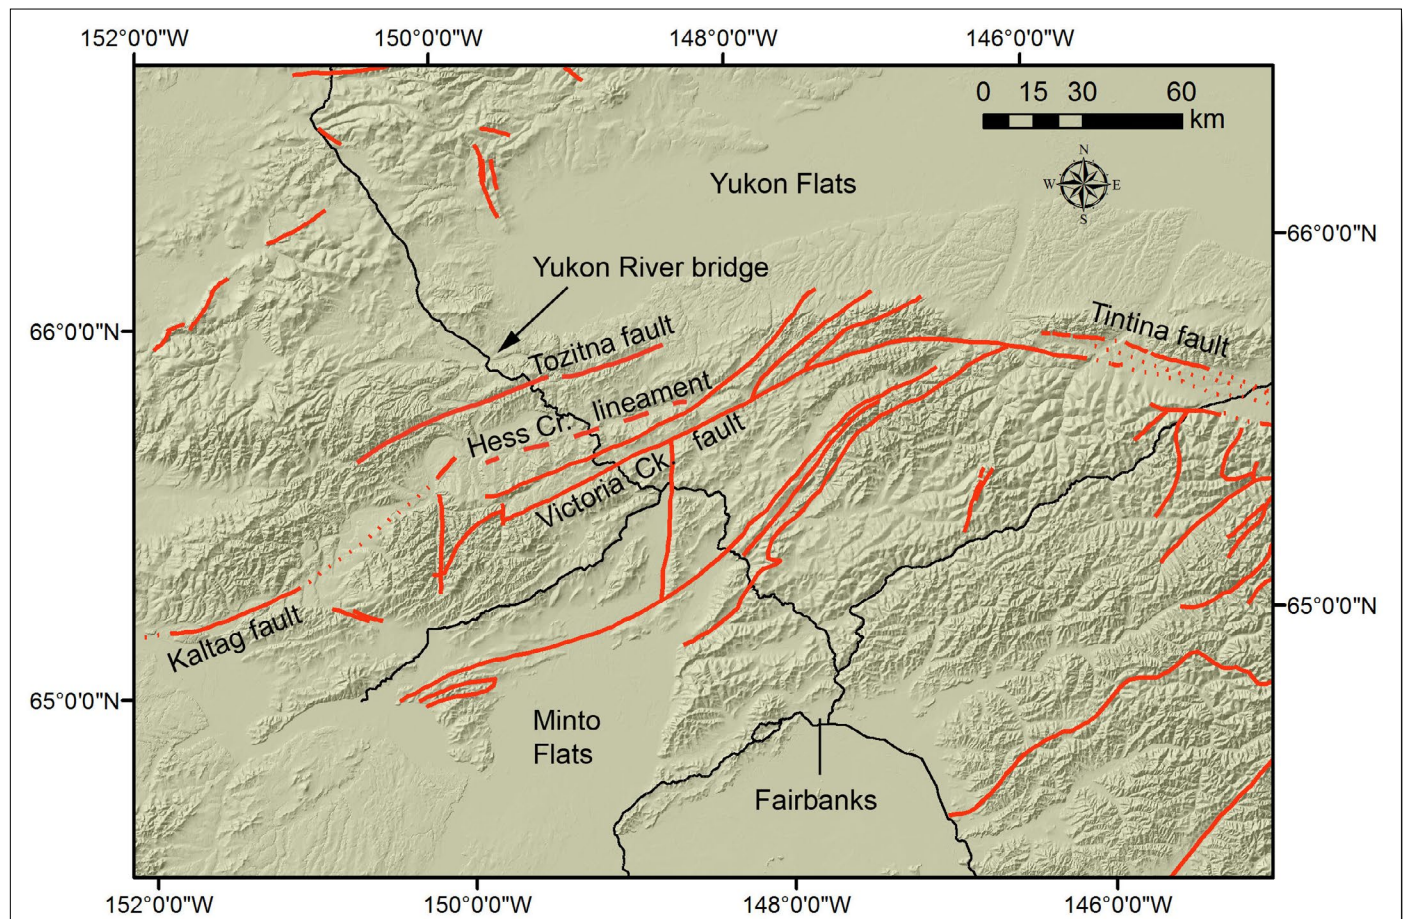 152°0'0"W 150°0'0"W 148°0'0"W 146°0'0"W
0 15 30 60
km
N
W E
S
Yukon Flats
66°0'0"N
Yukon River bridge
66°0'0"N
Tozitna fault
Tintina fault
Hess Cr. lineament
Victoria Ck. fault
65°0'0"N
Kaltag fault
65°0'0"N
Minto
Flats
Fairbanks
152°0'0"W 150°0'0"W 148°0'0"W 146°0'0"W